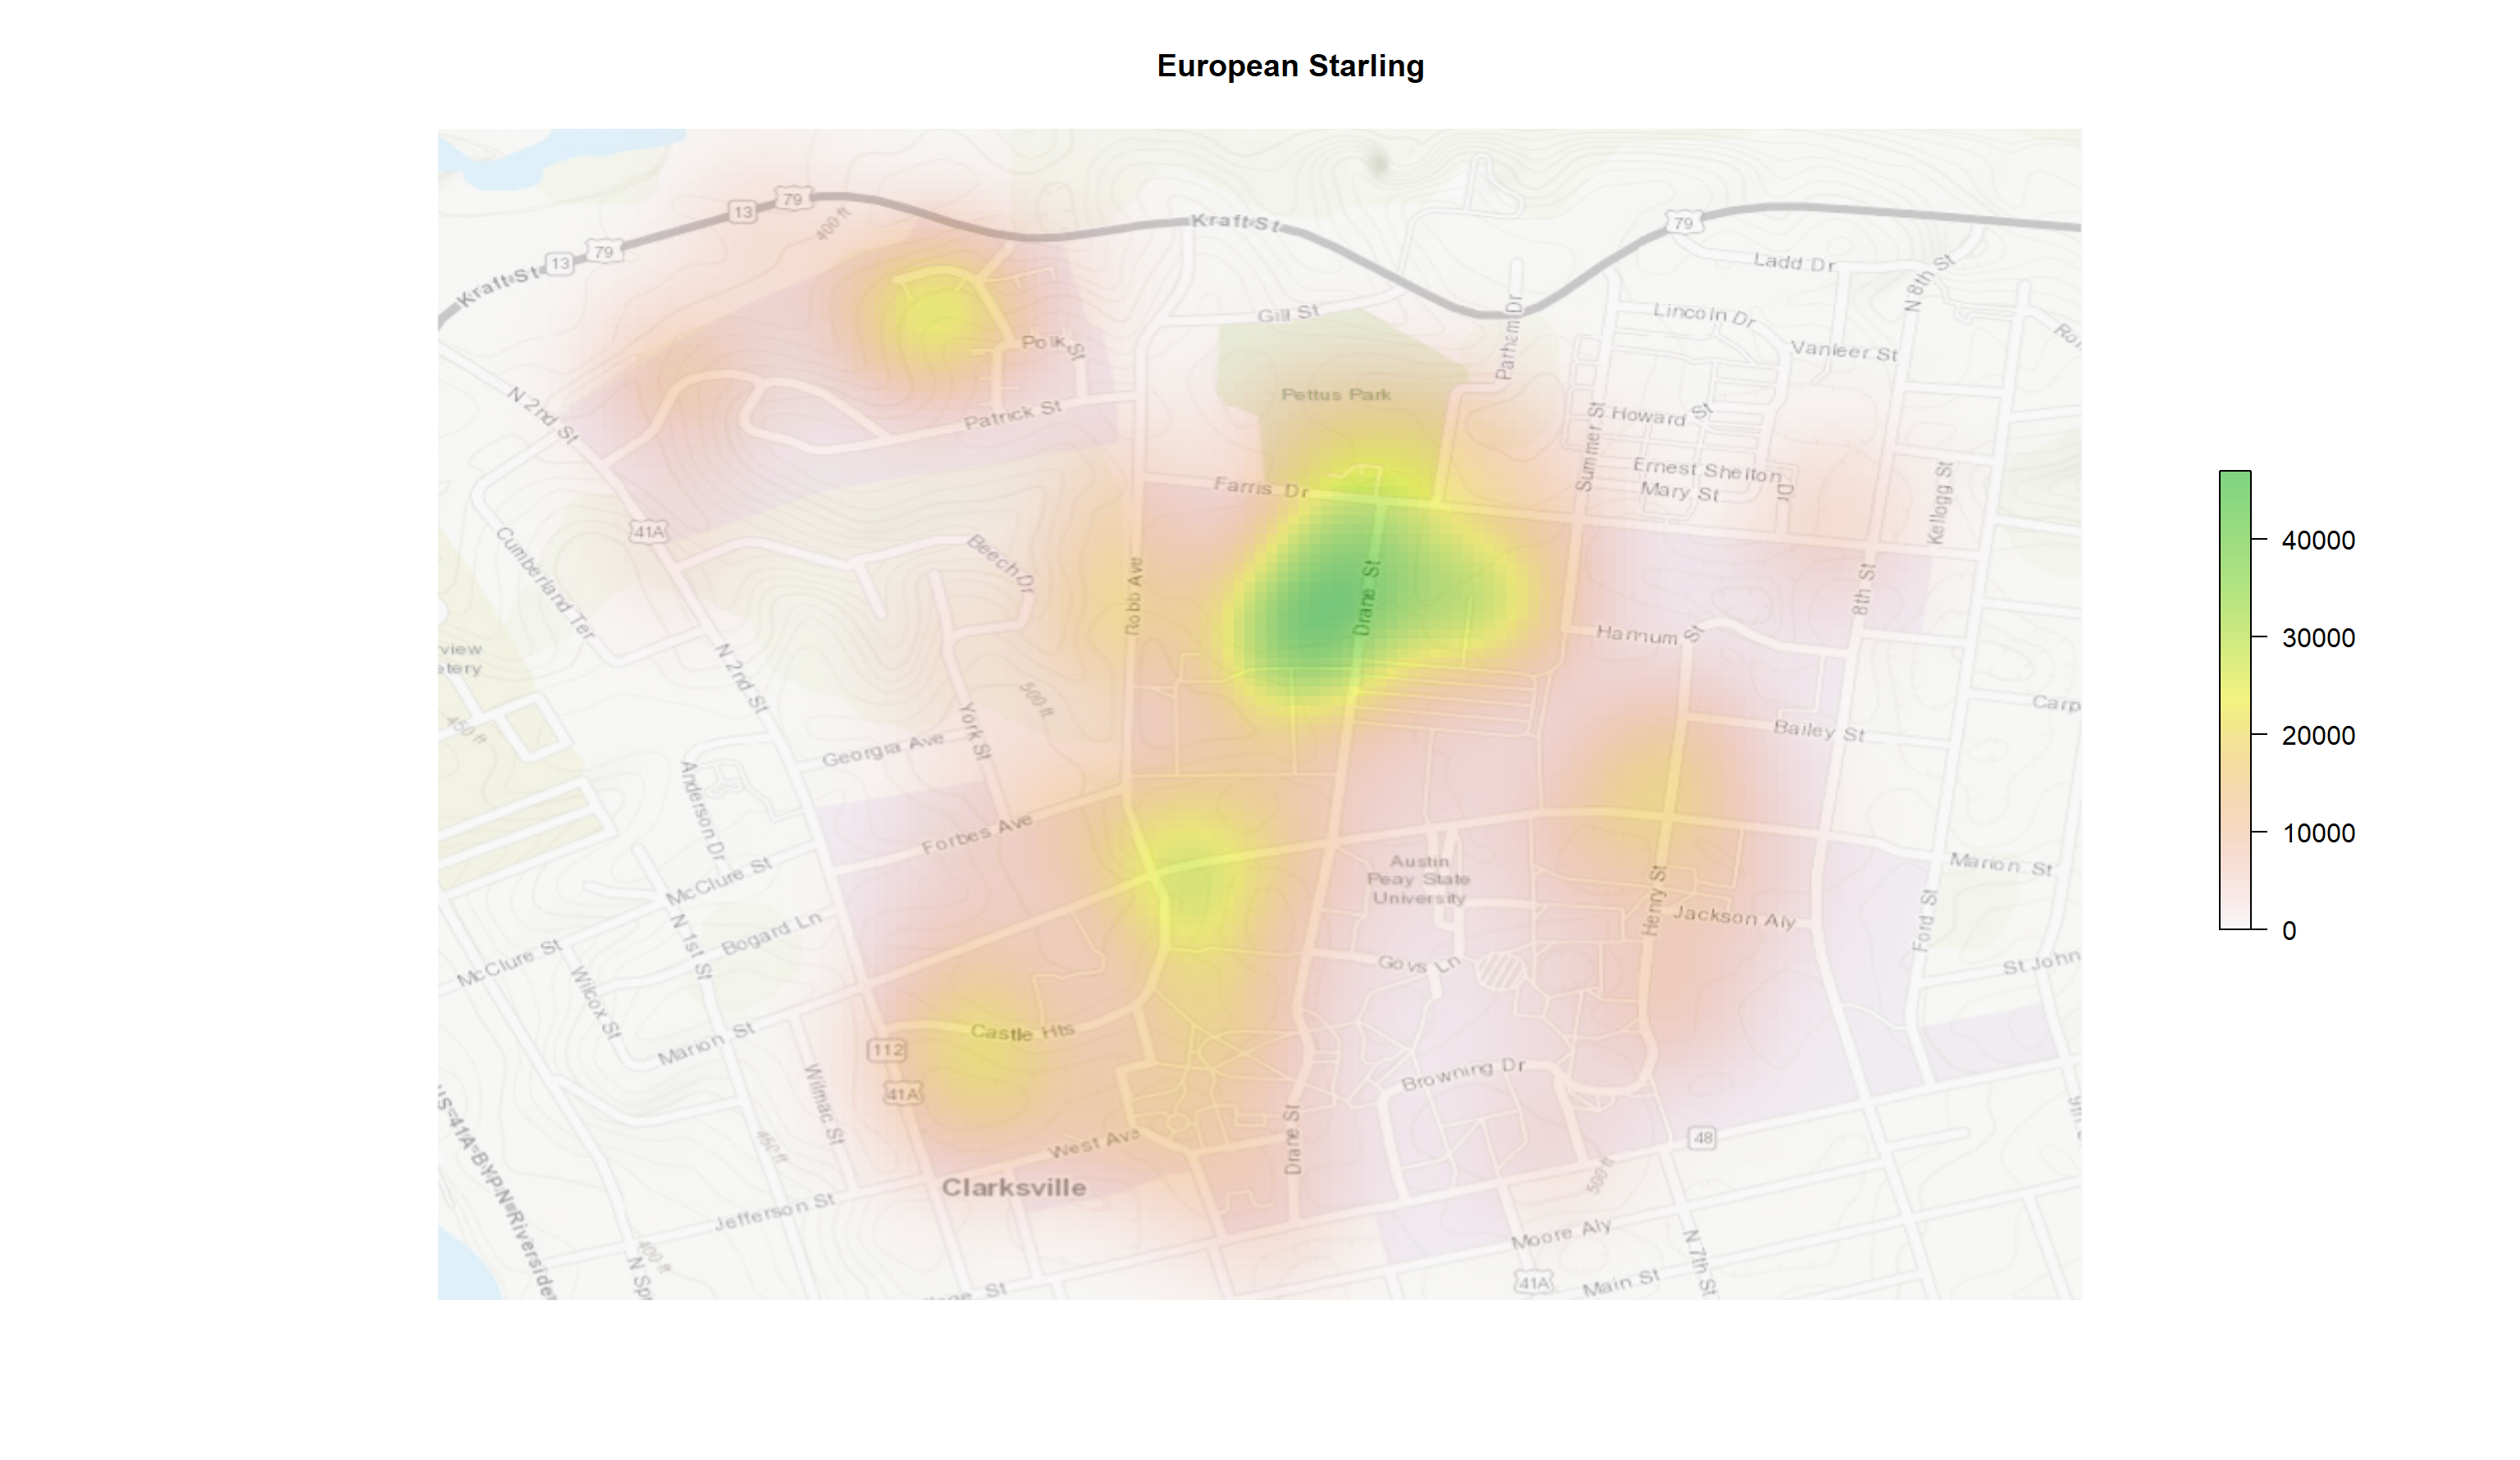 European Starling
79
13
400 ft
79
13
Kraft St
Kraft St
79
Ladd Dr
N 8th St
Gill St
Parham Dr
Lincoln Dr
Vanleer St
Polk St
Pettus Park
N 2nd St
Patrick St
Summer St
Howard St
Farris Dr
Ernest Shelton Dr
Mary St
Kellogg St
41A
Cumberland Ter
Beech Dr
Robb Ave
Drane St
8th St
Hannum St
N 2nd St
500 ft
450 ft
York St
Georgia Ave
Bailey St
Anderson Dr
Forbes Ave
McClure St
Austin
Peay State
University
Marion St
Henry St
Jackson Aly
Ford St
N 1st St
Bogard Ln
McClure St
Wilcox St
Govs Ln
St John
Marion St
Castle Hts
112
41A
Wilmac St
Browning Dr
US-41A-BYP
N Riverside
450 ft
West Ave
Drane St
48
500 ft
Clarksville
Jefferson St
400 ft
Moore Aly
N 7th St
41A
Main St
40000
30000
20000
10000
0